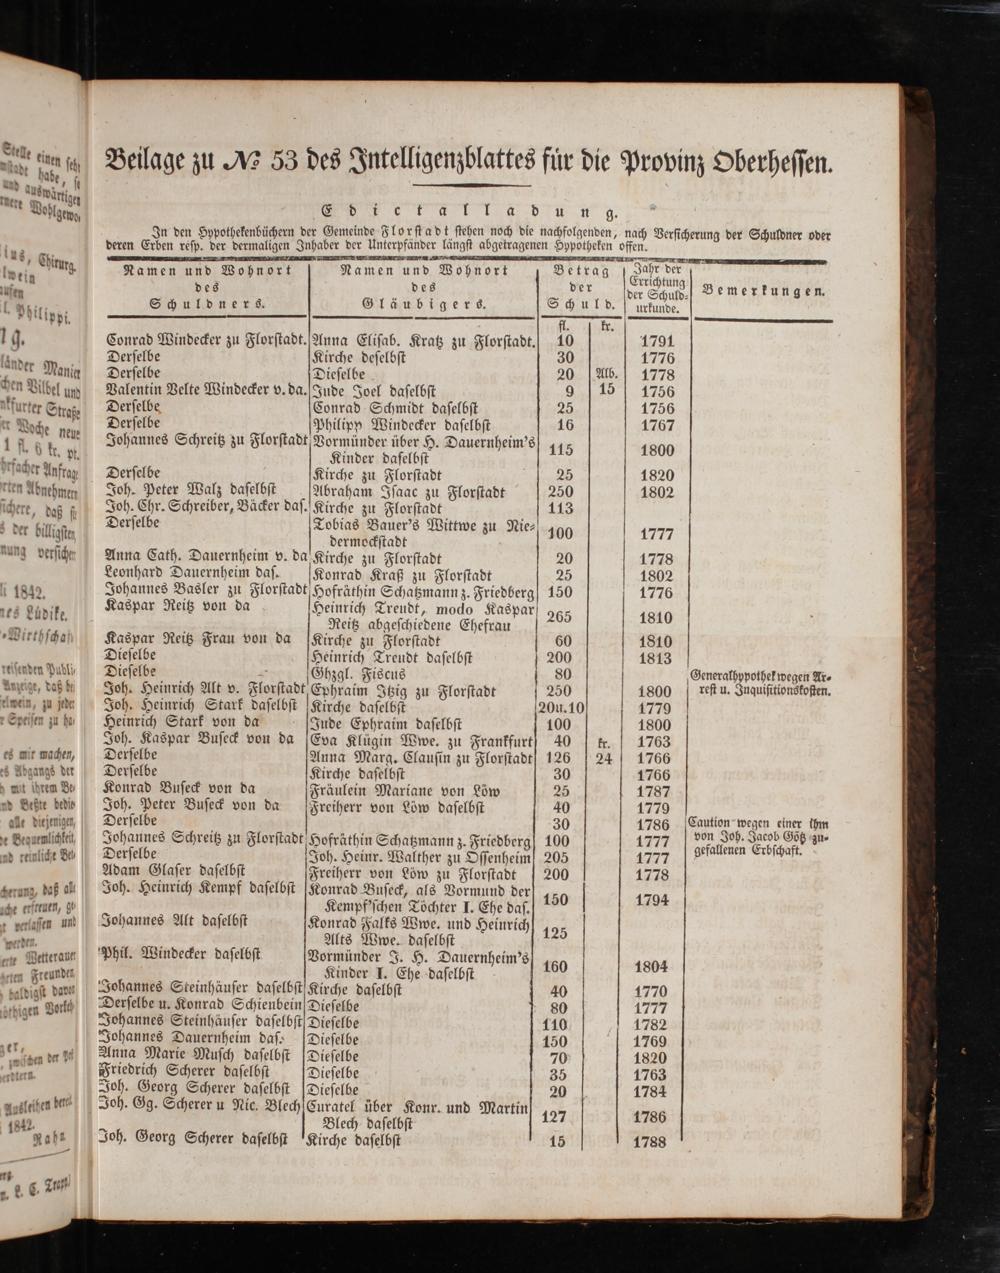 Beilage zu № 53 des Intelligenzblattes für die Provinz Oberhessen.
Edictalladung.
In den Hypothekenbüchern der Gemeinde Florstadt stehen noch die nachfolgenden, nach Versicherung der Schuldner oder
deren Erben resp. der dermaligen Inhaber der Unterpfänder längst abgetragenen Hypotheken offen.
Namen und Wohnort des Schuldners. Namen und Wohnort des Gläubigers. Betrag der Schuld. Jahr der Errichtung der Schuldurkunde. Bemerkungen.
fl. kr.
Conrad Windecker zu Florstadt. Anna Elisab. Kratz zu Florstadt. 10 1791
Derselbe Kirche deselbst 30 1776
Derselbe Dieselbe 20 Alb. 1778
Valentin Velte Windecker v. da. Jude Joel daselbst 9 15 1756
Derselbe Conrad Schmidt daselbst 25 1756
Derselbe Philipp Windecker daselbst 16 1767
Johannes Schreitz zu Florstadt Vormünder über H. Dauernheim's
Kinder daselbst 115 1800
Derselbe Kirche zu Florstadt 25 1820
Joh. Peter Walz daselbst Abraham Isaac zu Florstadt 250 1802
Joh. Chr. Schreiber, Bäcker das. Kirche zu Florstadt 113
Derselbe Tobias Bauer's Wittwe zu Nie-
dermockstadt 100 1777
Anna Cath. Dauernheim v. da Kirche zu Florstadt 20 1778
Leonhard Dauernheim das. Konrad Kraß zu Florstadt 25 1802
Johannes Basler zu Florstadt Hofräthin Schatzmann z. Friedberg 150 1776
Kaspar Reitz von da Heinrich Treudt, modo Kaspar
Reitz abgeschiedene Ehefrau 265 1810
Kaspar Reitz Frau von da Kirche zu Florstadt 60 1810
Dieselbe Heinrich Treudt daselbst 200 1813
Dieselbe Ghzgl. Fiscus 80 Generalhypothek wegen Ar-
rest u. Inquisitionskosten.
Joh. Heinrich Alt v. Florstadt Ephraim Itzig zu Florstadt 250 1800
Joh. Heinrich Stark daselbst Kirche daselbst 20u.10 1779
Heinrich Stark von da Jude Ephraim daselbst 100 1800
Joh. Kaspar Buseck von da Eva Klügin Wwe. zu Frankfurt 40 kr. 1763
Derselbe Anna Marg. Clausin zu Florstadt 126 24 1766
Derselbe Kirche daselbst 30 1766
Konrad Buseck von da Fräulein Mariane von Löw 25 1787
Joh. Peter Buseck von da Freiherr von Löw daselbst 40 1779
Derselbe 30 1786 Caution wegen einer ihm
von Joh. Jacob Götz zu-
gefallenen Erbschaft.
Johannes Schreitz zu Florstadt Hofräthin Schatzmann z. Friedberg 100 1777
Derselbe Joh. Heinr. Walther zu Ossenheim 205 1777
Adam Glaser daselbst Freiherr von Löw zu Florstadt 200 1778
Joh. Heinrich Kempf daselbst Konrad Buseck, als Vormund der
Kempf'schen Töchter I. Ehe das. 150 1794
Johannes Alt daselbst Konrad Falks Wwe. und Heinrich
Alts Wwe. daselbst 125
Phil. Windecker daselbst Vormünder J. H. Dauernheim's
Kinder I. Ehe daselbst 160 1804
Johannes Steinhäuser daselbst Kirche daselbst 40 1770
Derselbe u. Konrad Schienbein Dieselbe 80 1777
Johannes Steinhäuser daselbst Dieselbe 110 1782
Johannes Dauernheim das. Dieselbe 150 1769
Anna Marie Musch daselbst Dieselbe 70 1820
Friedrich Scherer daselbst Dieselbe 35 1763
Joh. Georg Scherer daselbst Dieselbe 20 1784
Joh. Gg. Scherer u Nic. Blech Curatel über Konr. und Martin
Blech daselbst 127 1786
Joh. Georg Scherer daselbst Kirche daselbst 15 1788